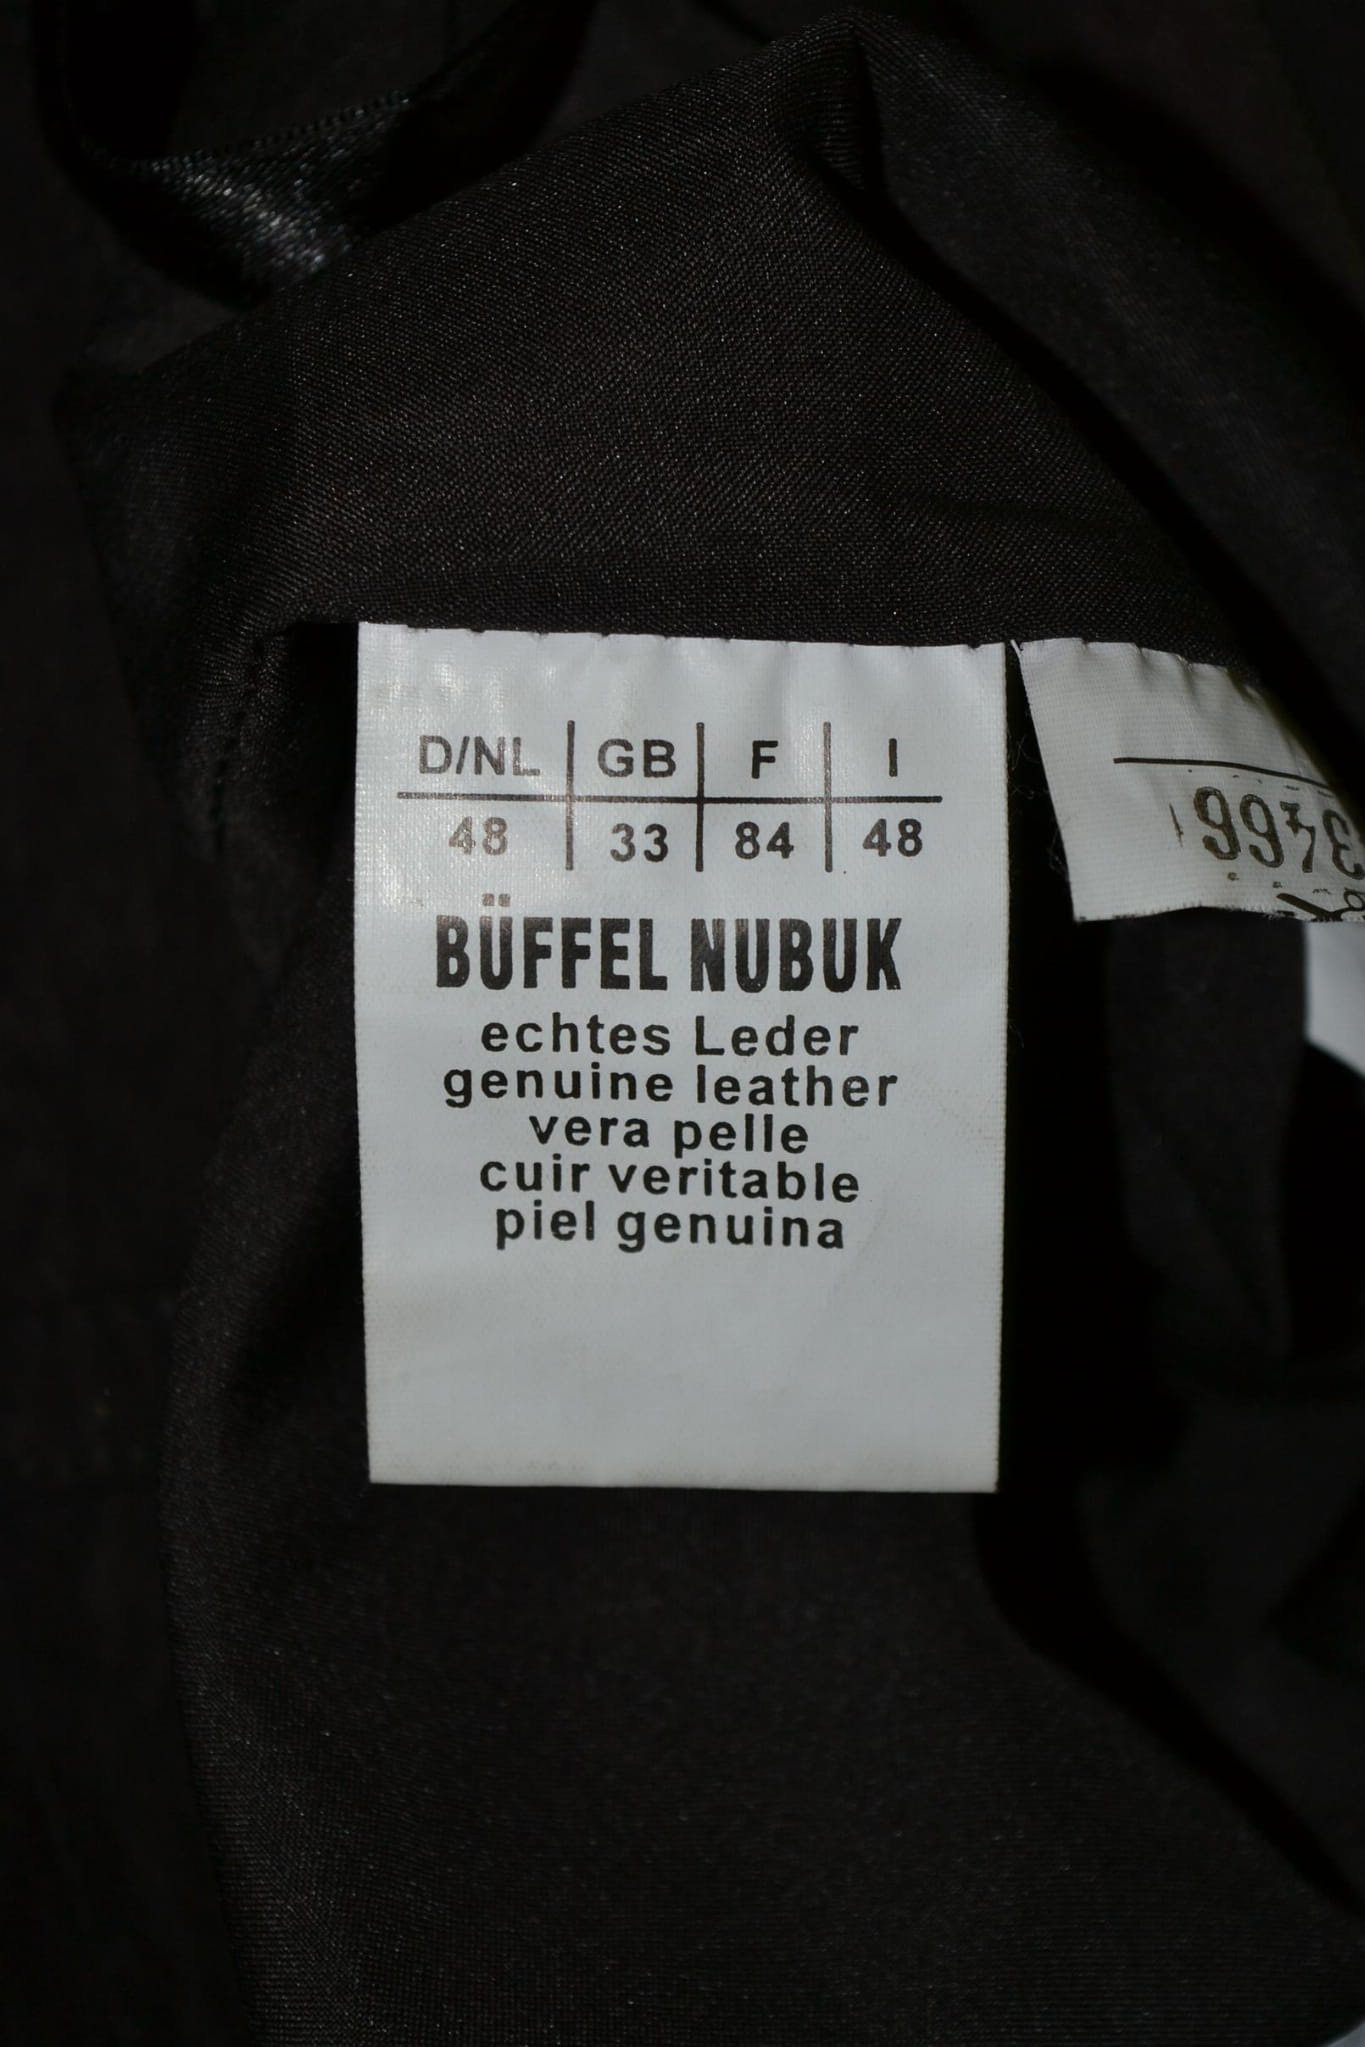 D/NL GB F I
48 33 84 48
BÜFFEL NUBUK
echtes Leder
genuine leather
vera pelle
cuir veritable
piel genuina